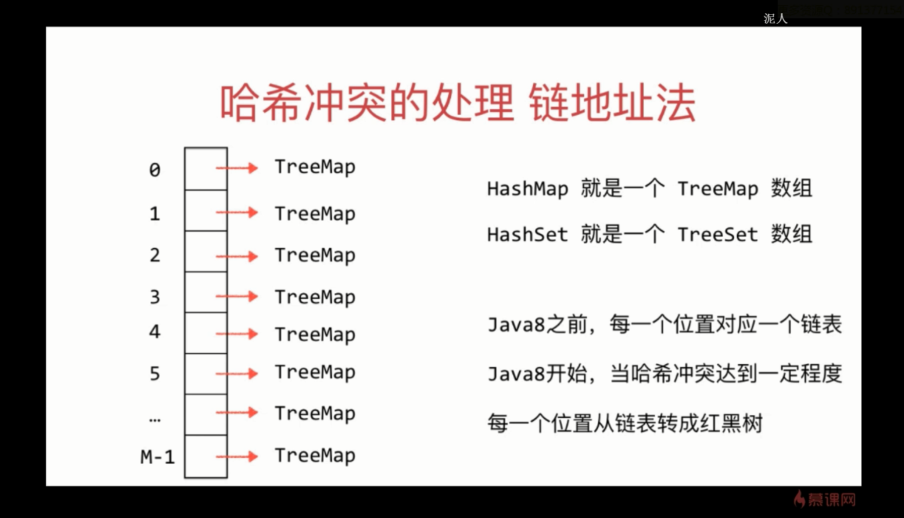 泥人
哈希冲突的处理 链地址法
0 TreeMap
1 TreeMap
2 TreeMap
3 TreeMap
4 TreeMap
5 TreeMap
… TreeMap
M-1 TreeMap
HashMap 就是一个 TreeMap 数组
HashSet 就是一个 TreeSet 数组
Java8之前，每一个位置对应一个链表
Java8开始，当哈希冲突达到一定程度
每一个位置从链表转成红黑树
慕课网